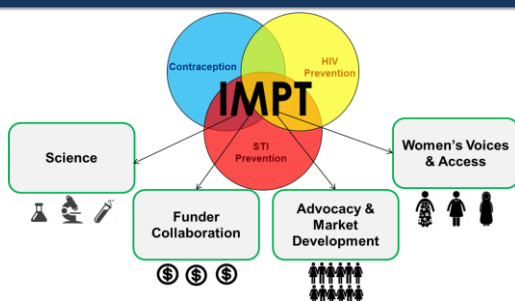 Contraception
HIV
Prevention
IMPT
STI
Prevention
Science
Funder
Collaboration
Advocacy &
Market
Development
Women's Voices
& Access
$ $ $